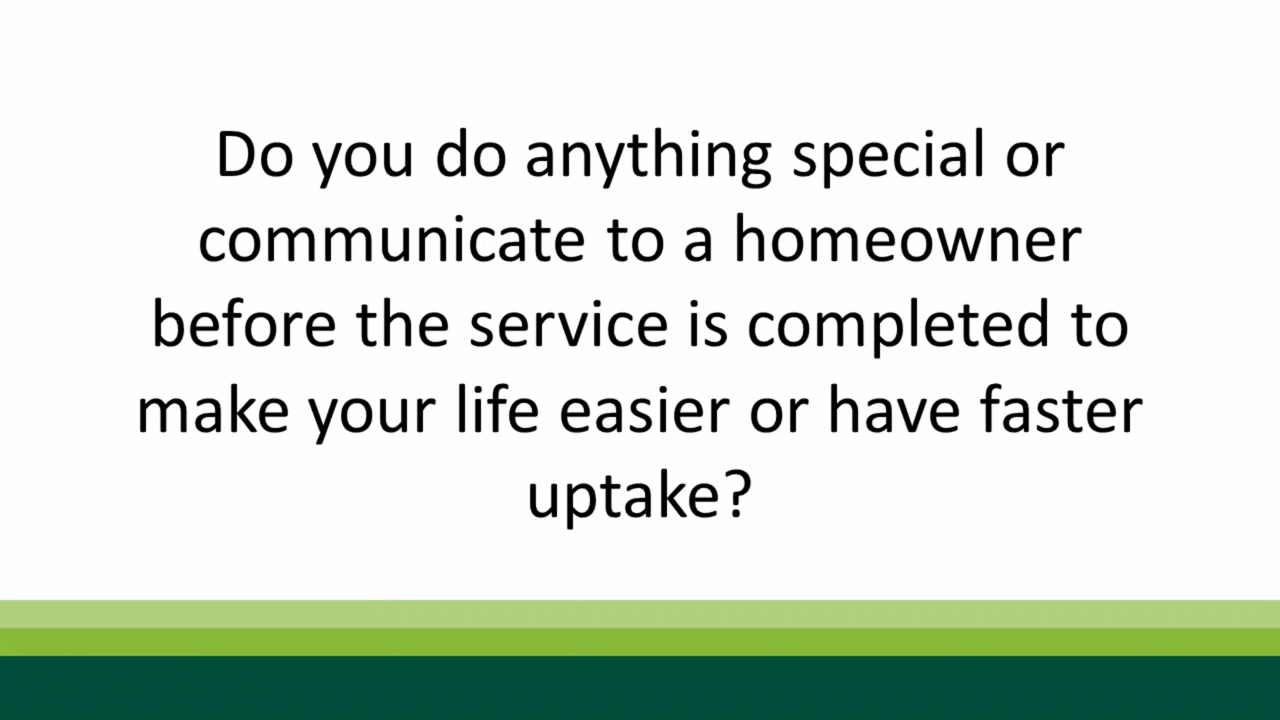 Do you do anything special or
communicate to a homeowner
before the service is completed to
make your life easier or have faster
uptake?